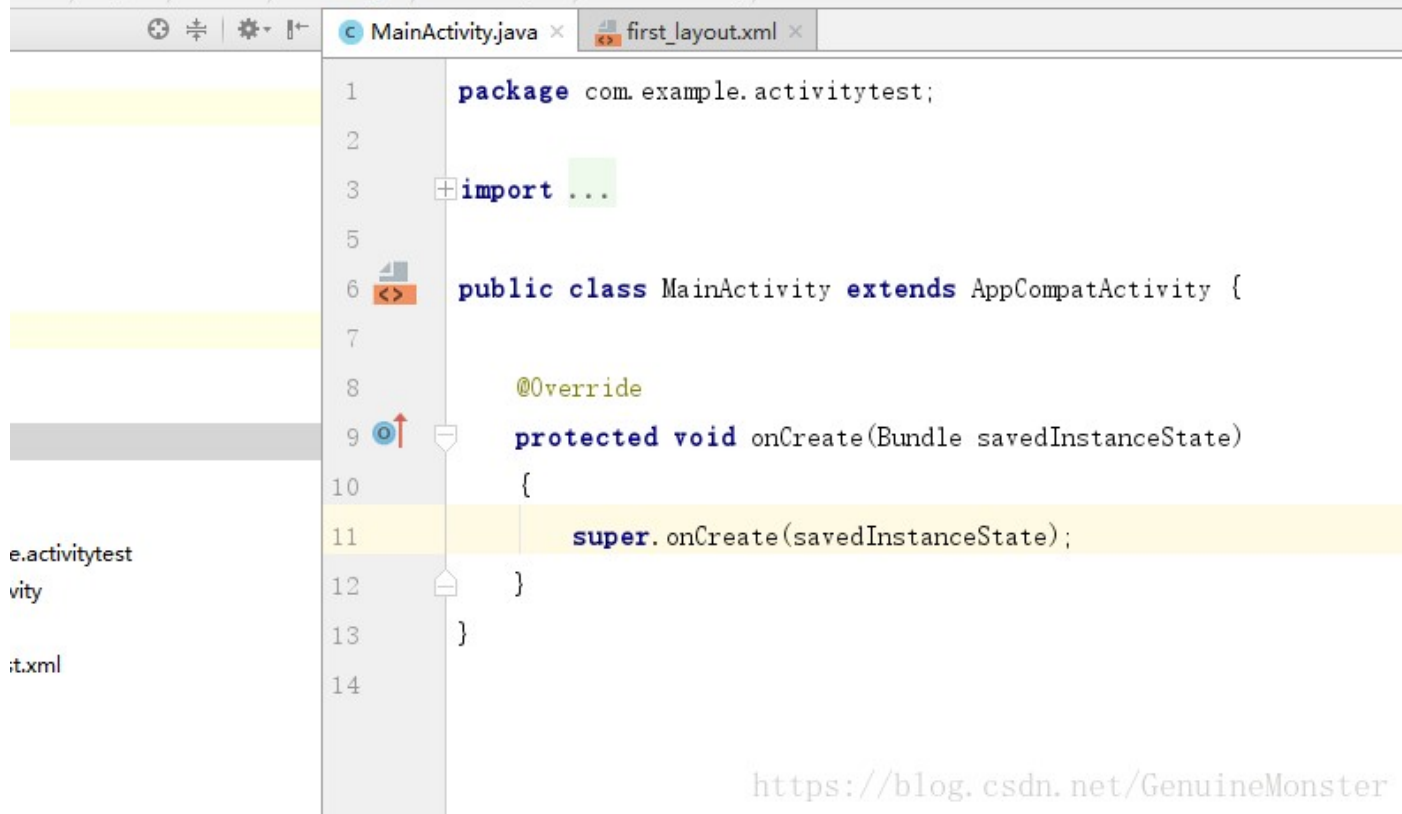 MainActivity.java
first_layout.xml
1 package com.example.activitytest;
2
3 import ...
5
6 public class MainActivity extends AppCompatActivity {
7
8 @Override
9 protected void onCreate(Bundle savedInstanceState)
10 {
11 super.onCreate(savedInstanceState);
12 }
13 }
14
e.activitytest
vity
st.xml
https://blog.csdn.net/GenuineMonster